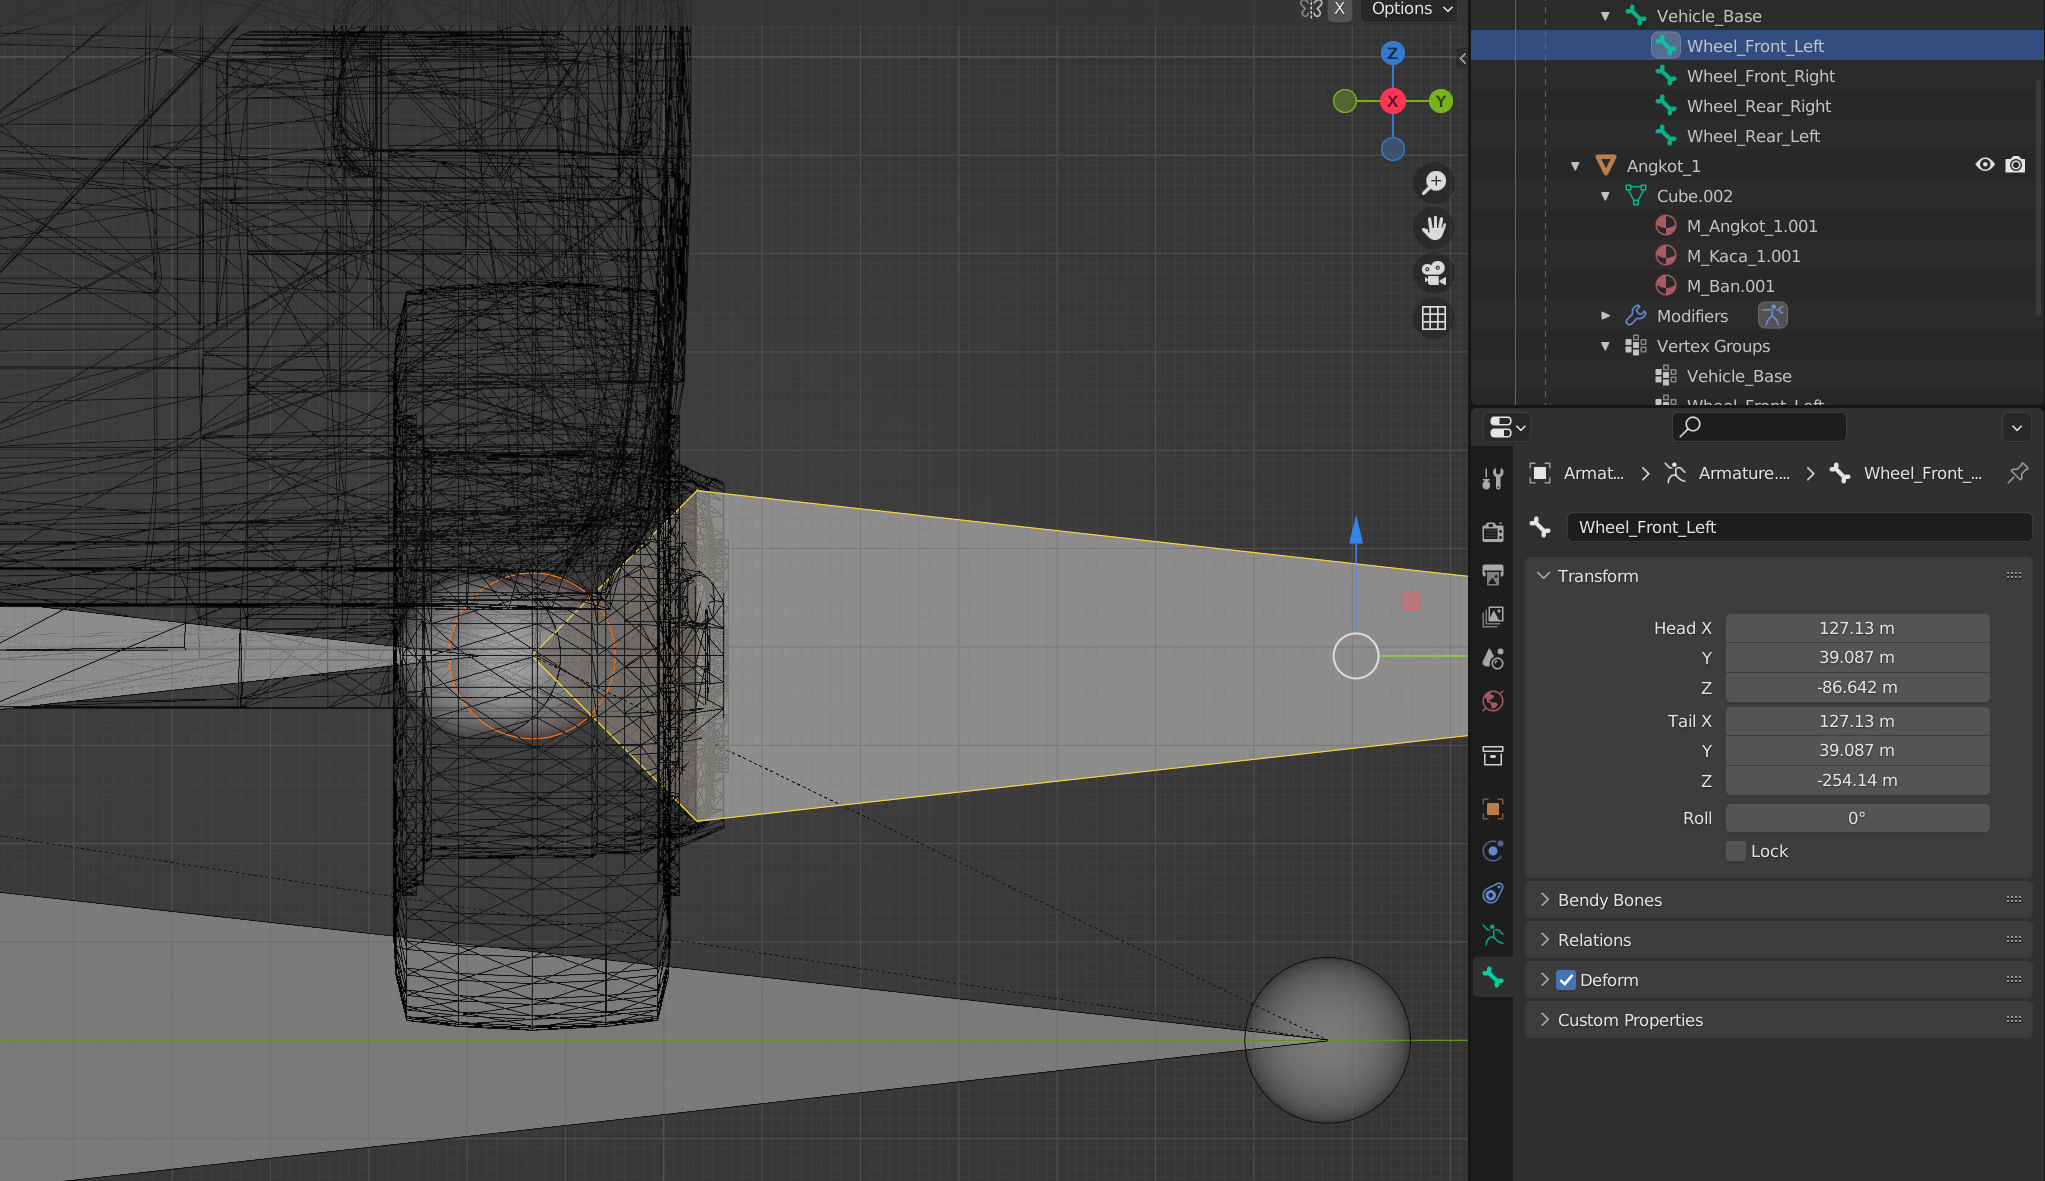 X
Options
Z
X
Y
Vehicle_Base
Wheel_Front_Left
Wheel_Front_Right
Wheel_Rear_Right
Wheel_Rear_Left
Angkot_1
Cube.002
M_Angkot_1.001
M_Kaca_1.001
M_Ban.001
Modifiers
Vertex Groups
Vehicle_Base
Wheel_Front_Left
Armat... Armature.... Wheel_Front_...
Wheel_Front_Left
Transform
Head X 127.13 m
Y 39.087 m
Z -86.642 m
Tail X 127.13 m
Y 39.087 m
Z -254.14 m
Roll 0°
Lock
Bendy Bones
Relations
Deform
Custom Properties